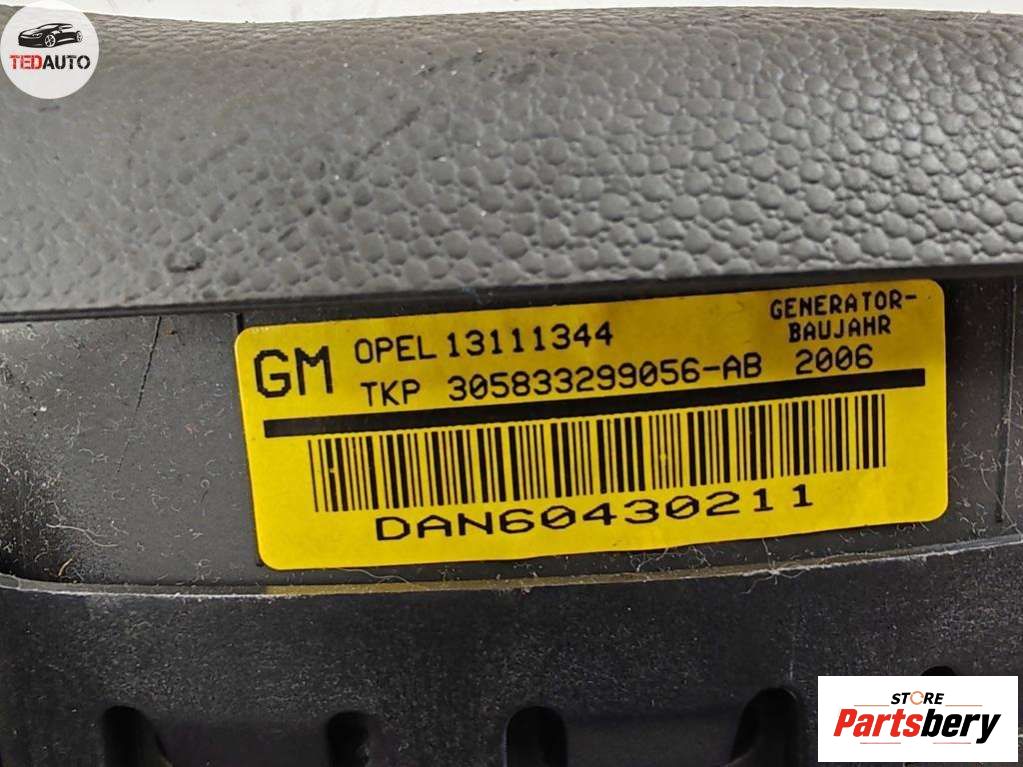 TEDAUTO
GM
OPEL 13111344
TKP 305833299056-AB
GENERATOR-
BAUJAHR
2006
DAN60430211
STORE
Partsbery